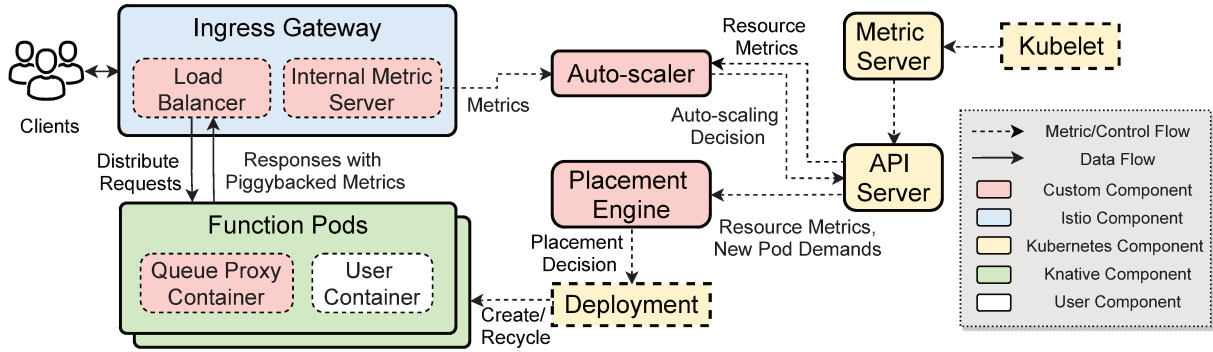 Ingress Gateway
Load
Balancer
Internal Metric
Server
Clients
Metrics
Auto-scaler
Resource
Metrics
Metric
Server
Kubelet
Auto-scaling
Decision
API
Server
Distribute
Requests
Responses with
Piggybacked Metrics
Placement
Engine
Resource Metrics,
New Pod Demands
Placement
Decision
Function Pods
Queue Proxy
Container
User
Container
Create/
Recycle
Deployment
Metric/Control Flow
Data Flow
Custom Component
Istio Component
Kubernetes Component
Knative Component
User Component